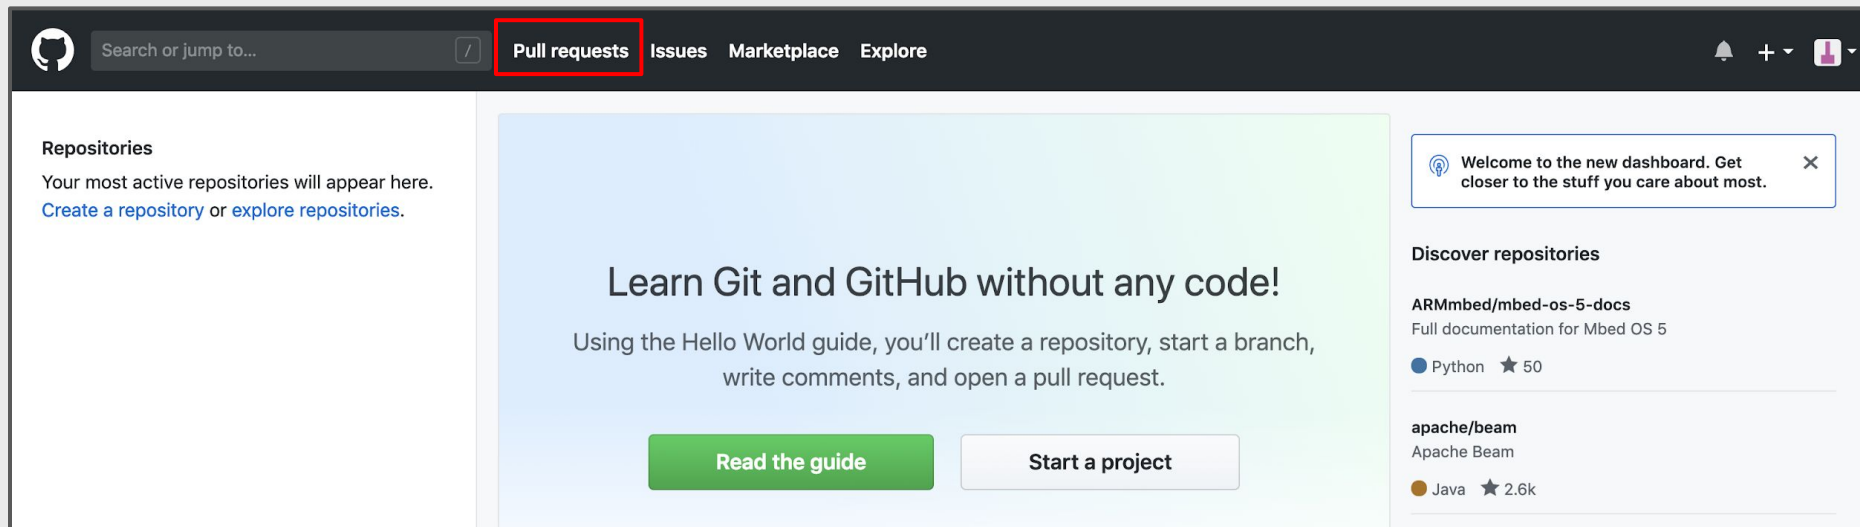 Search or jump to...
/
Pull requests
Issues
Marketplace
Explore
Repositories
Your most active repositories will appear here.
Create a repository or explore repositories.
Learn Git and GitHub without any code!
Using the Hello World guide, you’ll create a repository, start a branch,
write comments, and open a pull request.
Read the guide
Start a project
Welcome to the new dashboard. Get
closer to the stuff you care about most.
Discover repositories
ARMmbed/mbed-os-5-docs
Full documentation for Mbed OS 5
Python ★ 50
apache/beam
Apache Beam
Java ★ 2.6k